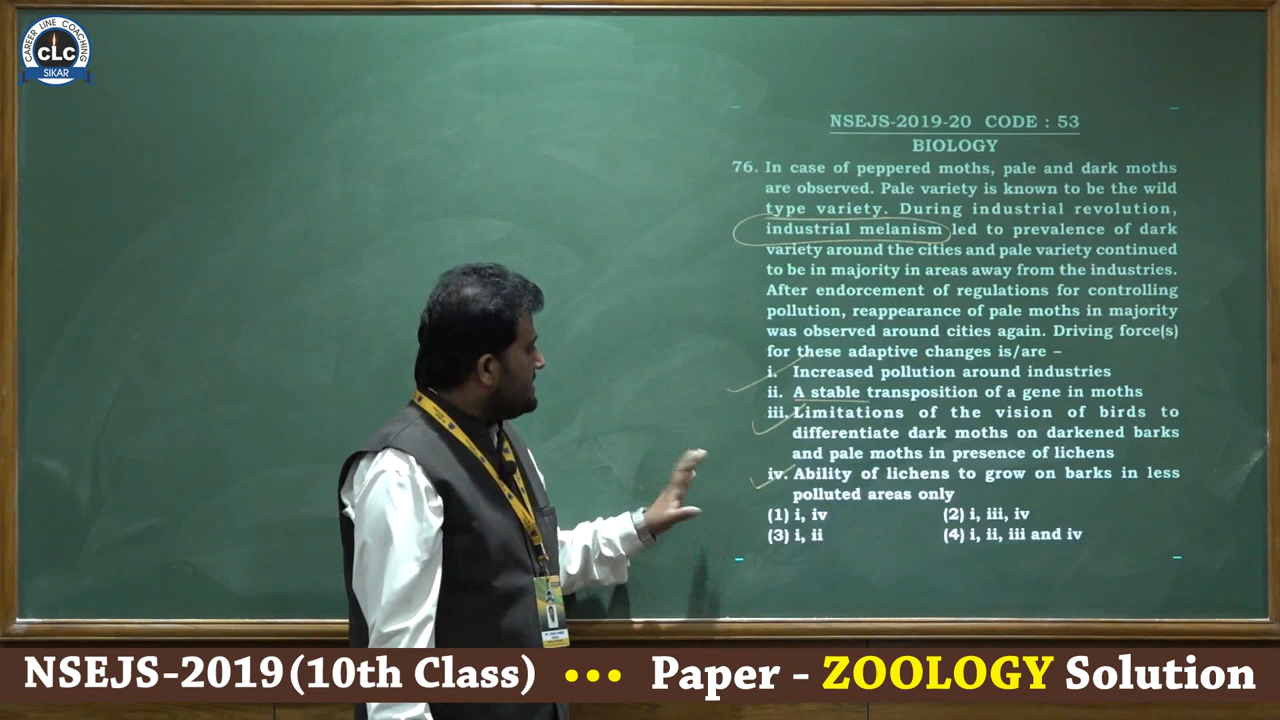 CAREER LINE COACHING
CLC
SIKAR
NSEJS-2019-20 CODE : 53
BIOLOGY
76. In case of peppered moths, pale and dark moths
are observed. Pale variety is known to be the wild
type variety. During industrial revolution,
industrial melanism led to prevalence of dark
variety around the cities and pale variety continued
to be in majority in areas away from the industries.
After endorcement of regulations for controlling
pollution, reappearance of pale moths in majority
was observed around cities again. Driving force(s)
for these adaptive changes is/are –
i. Increased pollution around industries
ii. A stable transposition of a gene in moths
iii. Limitations of the vision of birds to
differentiate dark moths on darkened barks
and pale moths in presence of lichens
iv. Ability of lichens to grow on barks in less
polluted areas only
(1) i, iv (2) i, iii, iv
(3) i, ii (4) i, ii, iii and iv
NSEJS-2019(10th Class) ••• Paper - ZOOLOGY Solution